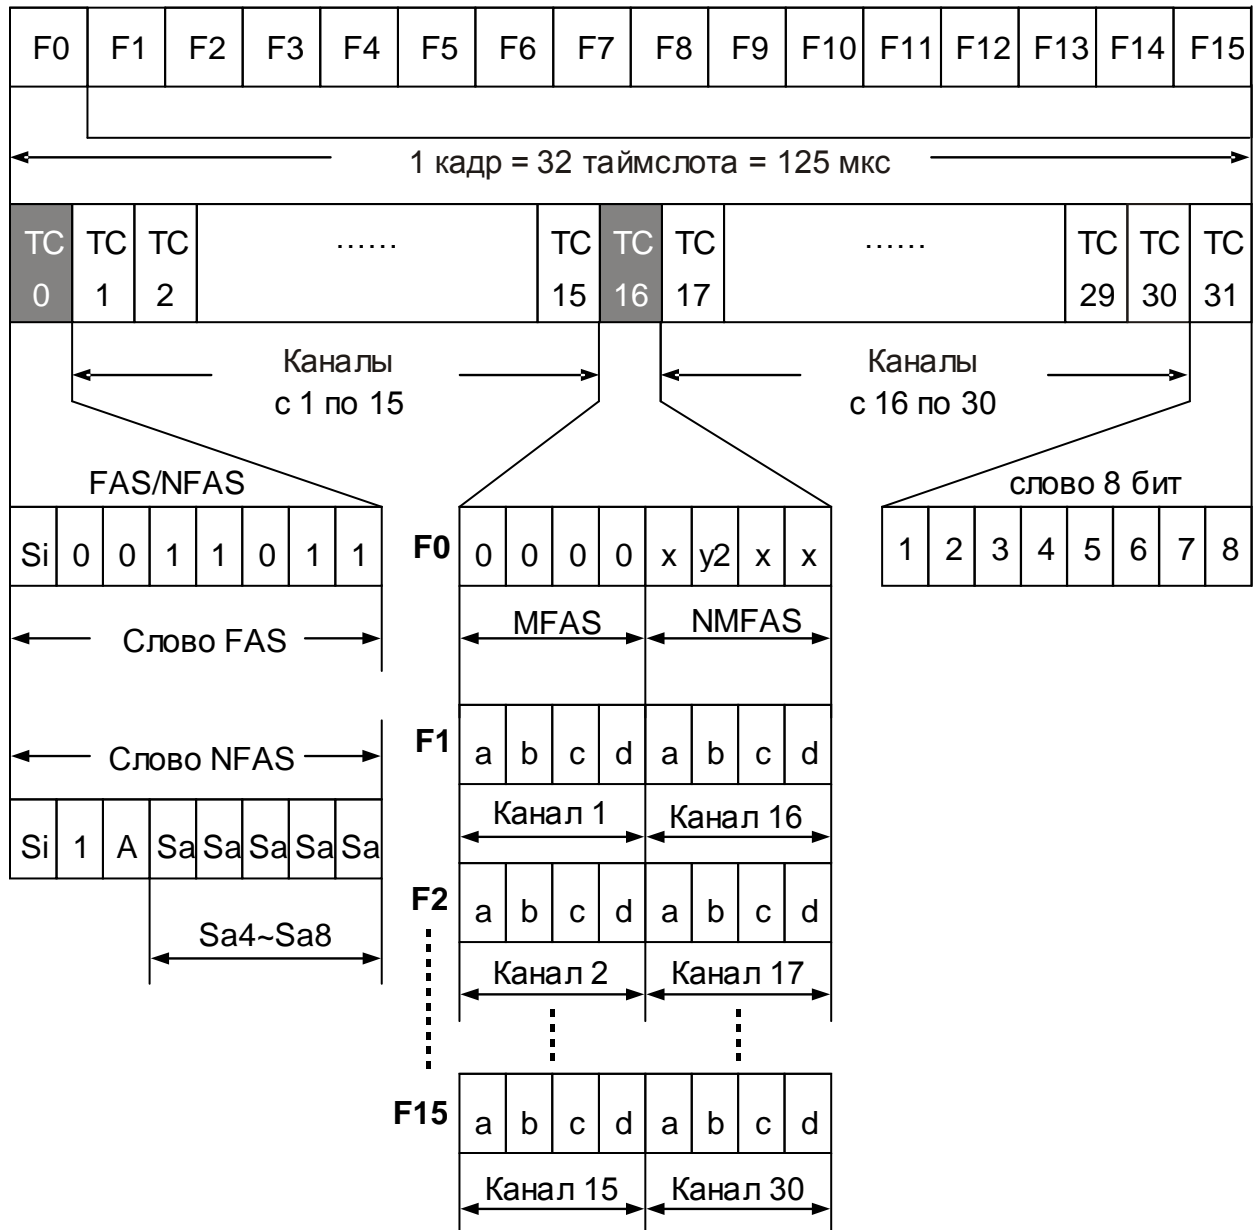 F0 F1 F2 F3 F4 F5 F6 F7 F8 F9 F10 F11 F12 F13 F14 F15
1 кадр = 32 таймслота = 125 мкс
ТС ТС ТС ...... ТС ТС ТС ...... ТС ТС ТС
0 1 2 15 16 17 29 30 31
Каналы Каналы
с 1 по 15 с 16 по 30
FAS/NFAS слово 8 бит
Si 0 0 1 1 0 1 1 F0 0 0 0 0 x y2 x x 1 2 3 4 5 6 7 8
MFAS NMFAS
Слово FAS
F1 a b c d a b c d
Слово NFAS
Канал 1 Канал 16
Si 1 A Sa Sa Sa Sa Sa
F2 a b c d a b c d
Sa4~Sa8
Канал 2 Канал 17
F15 a b c d a b c d
Канал 15 Канал 30